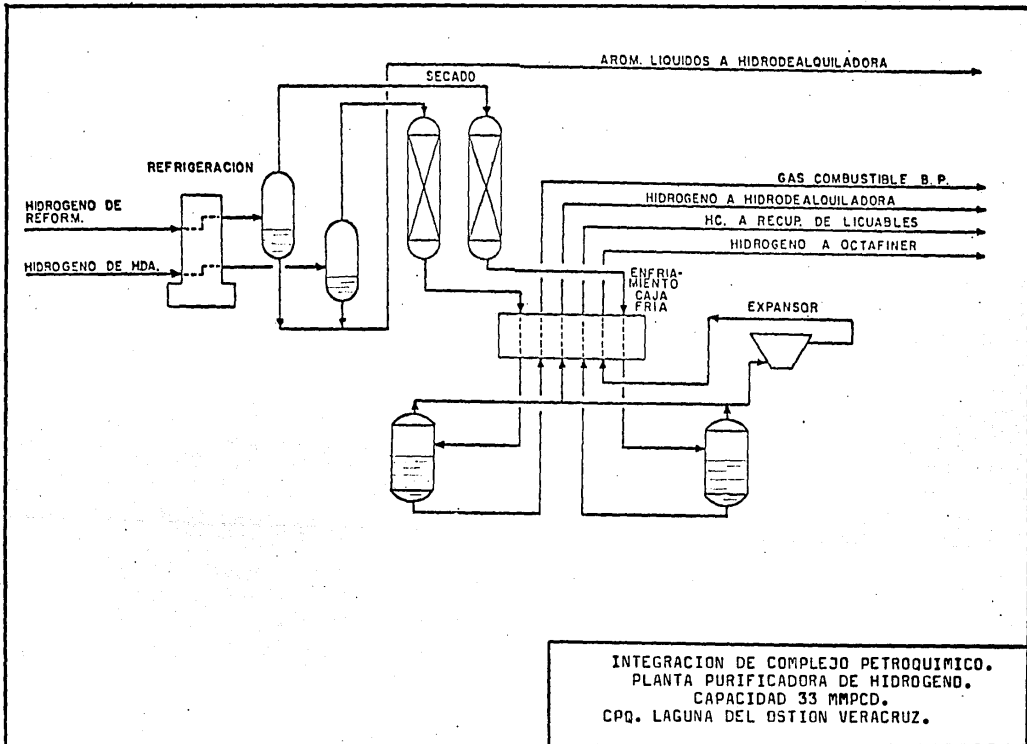 AROM. LIQUIDOS A HIDRODEALQUILADORA
SECADO
REFRIGERACION
GAS COMBUSTIBLE B. P.
HIDROGENO DE
REFORM.
HIDROGENO A HIDRODEALQUILADORA
HC. A RECUP. DE LICUABLES
HIDROGENO A OCTAFINER
HIDROGENO DE HDA.
ENFRIA-
MIENTO
CAJA
FRIA
EXPANSOR
INTEGRACION DE COMPLEJO PETROQUIMICO.
PLANTA PURIFICADORA DE HIDROGENO.
CAPACIDAD 33 MMPCD.
CPQ. LAGUNA DEL OSTION VERACRUZ.